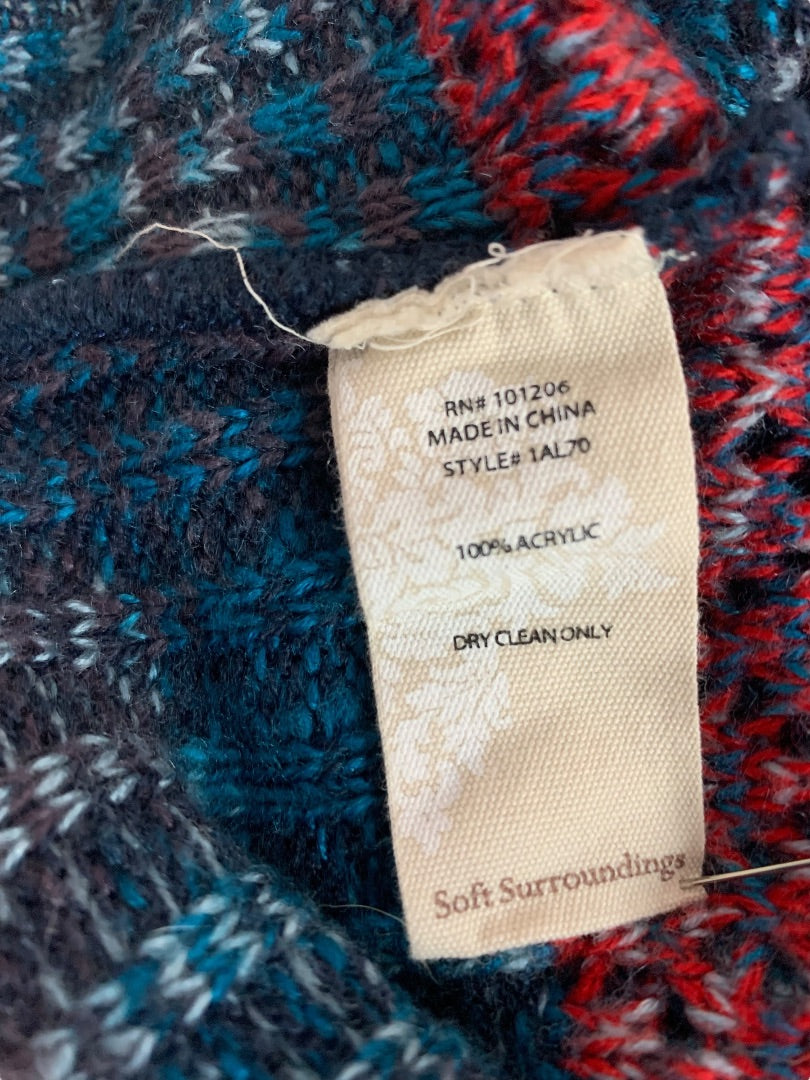 RN# 101206
MADE IN CHINA
STYLE# 1AL70
100% ACRYLIC
DRY CLEAN ONLY
Soft Surroundings